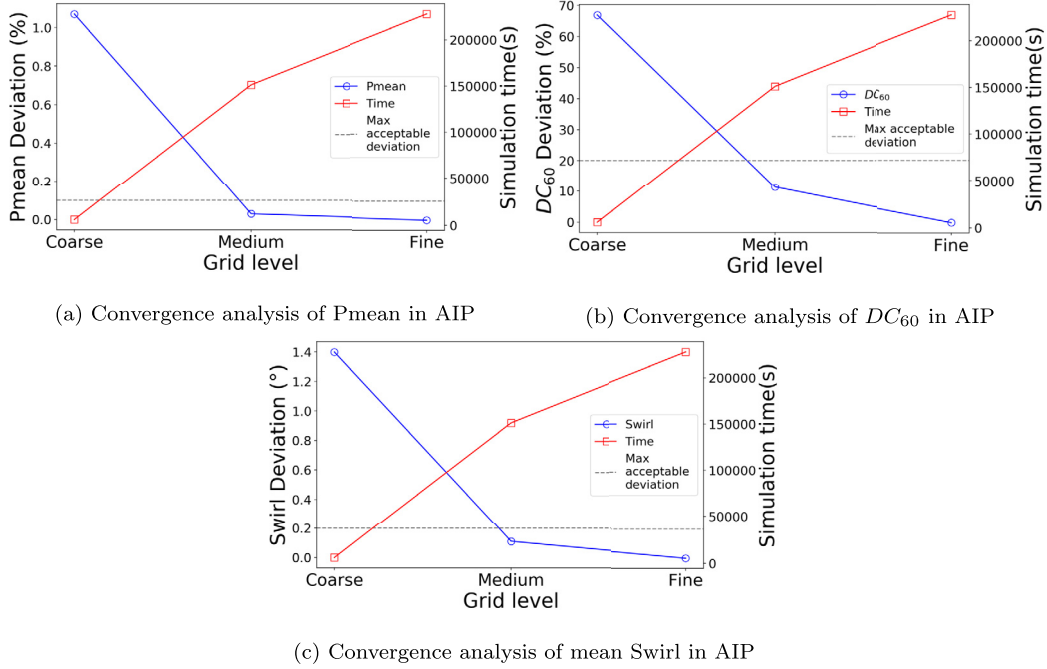 Pmean Deviation (%)
1.0
0.8
0.6
0.4
0.2
0.0
Pmean
Time
Max
acceptable
deviation
200000
150000
100000
50000
0
Simulation time(s)
Coarse Medium Fine
Grid level
(a) Convergence analysis of Pmean in AIP
DC60 Deviation (%)
70
60
50
40
30
20
10
0
DC60
Time
Max acceptable
deviation
200000
150000
100000
50000
0
Simulation time(s)
Coarse Medium Fine
Grid level
(b) Convergence analysis of DC60 in AIP
Swirl Deviation (°)
1.4
1.2
1.0
0.8
0.6
0.4
0.2
0.0
Swirl
Time
Max
acceptable
deviation
200000
150000
100000
50000
0
Simulation time(s)
Coarse Medium Fine
Grid level
(c) Convergence analysis of mean Swirl in AIP